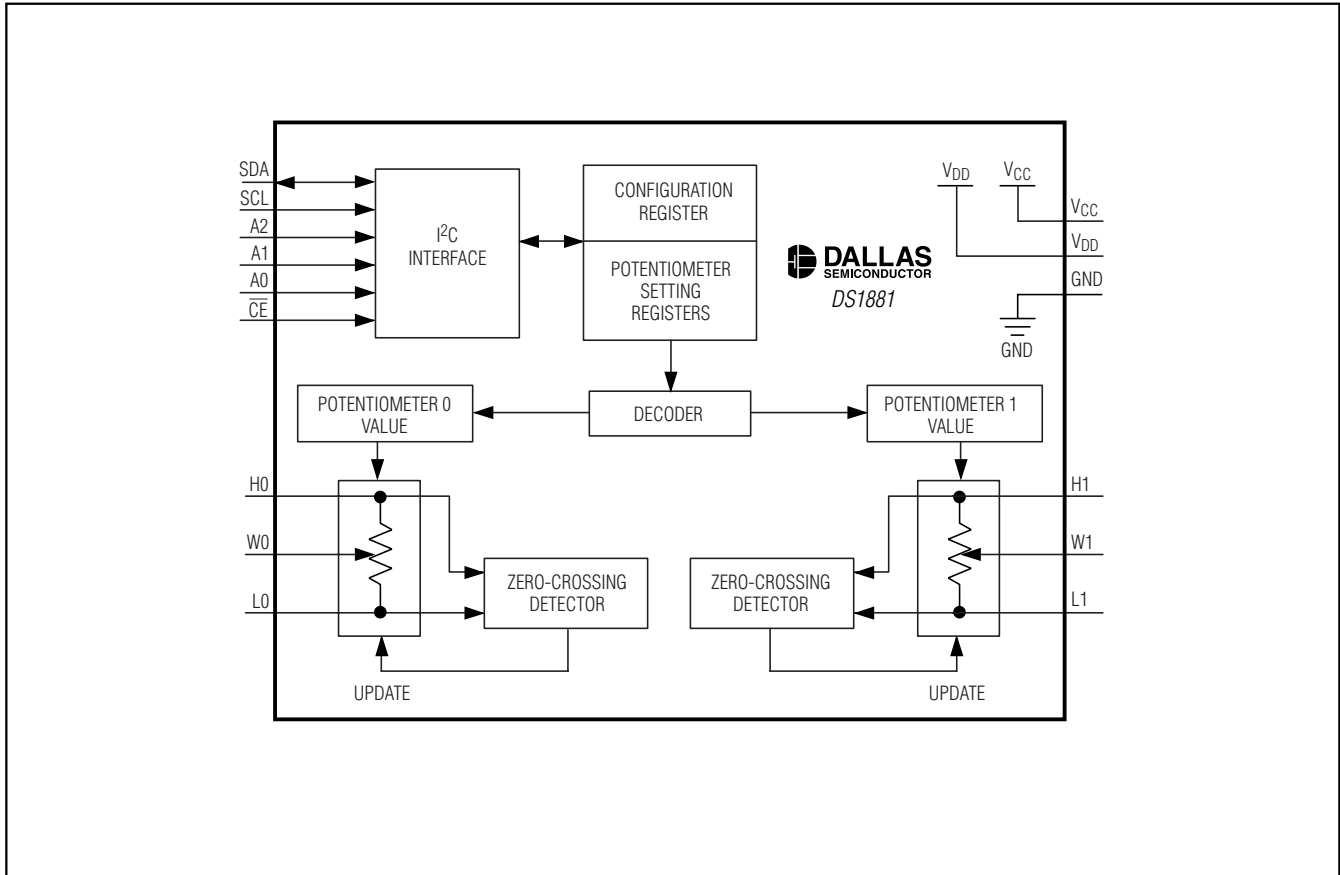 SDA
SCL
A2
A1
A0
CE
I2C
INTERFACE
CONFIGURATION
REGISTER
POTENTIOMETER
SETTING
REGISTERS
DALLAS
SEMICONDUCTOR
DS1881
VDD
VCC
VCC
VDD
GND
GND
POTENTIOMETER 0
VALUE
DECODER
POTENTIOMETER 1
VALUE
H0
W0
L0
ZERO-CROSSING
DETECTOR
UPDATE
ZERO-CROSSING
DETECTOR
UPDATE
H1
W1
L1